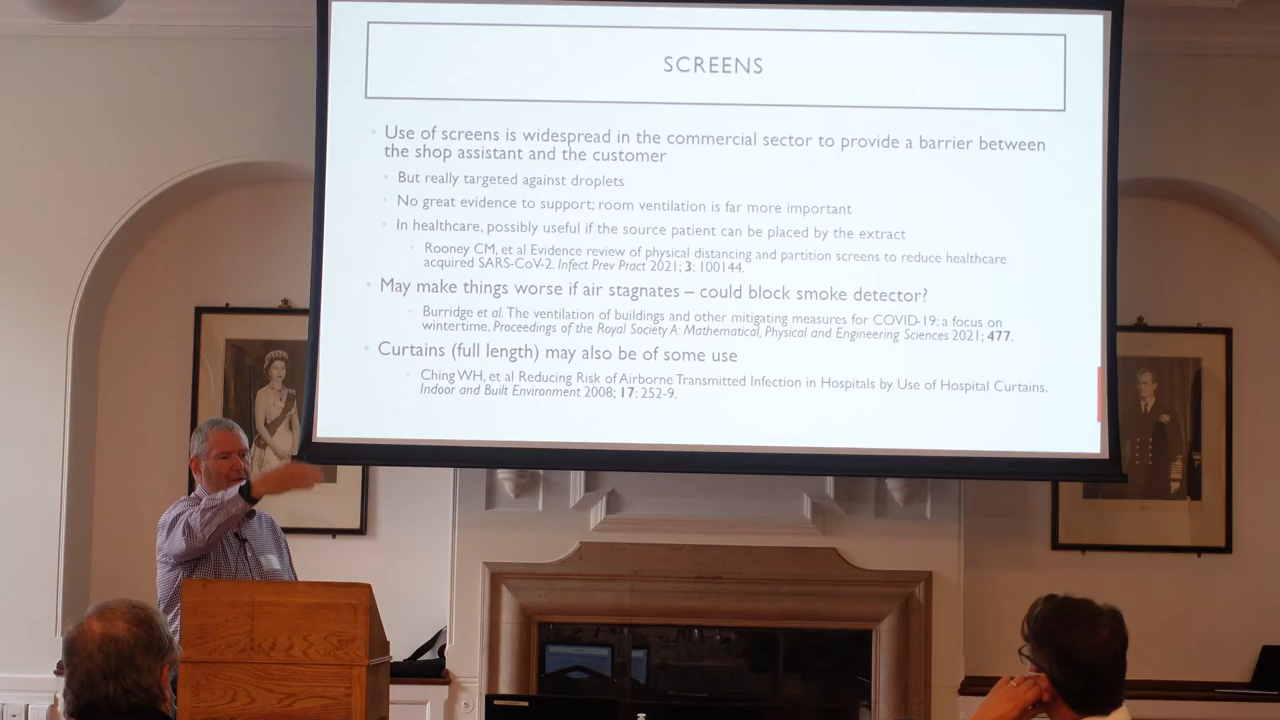 SCREENS
Use of screens is widespread in the commercial sector to provide a barrier between
the shop assistant and the customer
But really targeted against droplets
No great evidence to support; room ventilation is far more important
In healthcare, possibly useful if the source patient can be placed by the extract
Rooney CM, et al Evidence review of physical distancing and partition screens to reduce healthcare
acquired SARS-CoV-2. Infect Prev Pract 2021; 3: 100144.
May make things worse if air stagnates – could block smoke detector?
Burridge et al. The ventilation of buildings and other mitigating measures for COVID-19: a focus on
wintertime. Proceedings of the Royal Society A: Mathematical, Physical and Engineering Sciences 2021; 477.
Curtains (full length) may also be of some use
Ching WH, et al Reducing Risk of Airborne Transmitted Infection in Hospitals by Use of Hospital Curtains.
Indoor and Built Environment 2008; 17: 252-9.